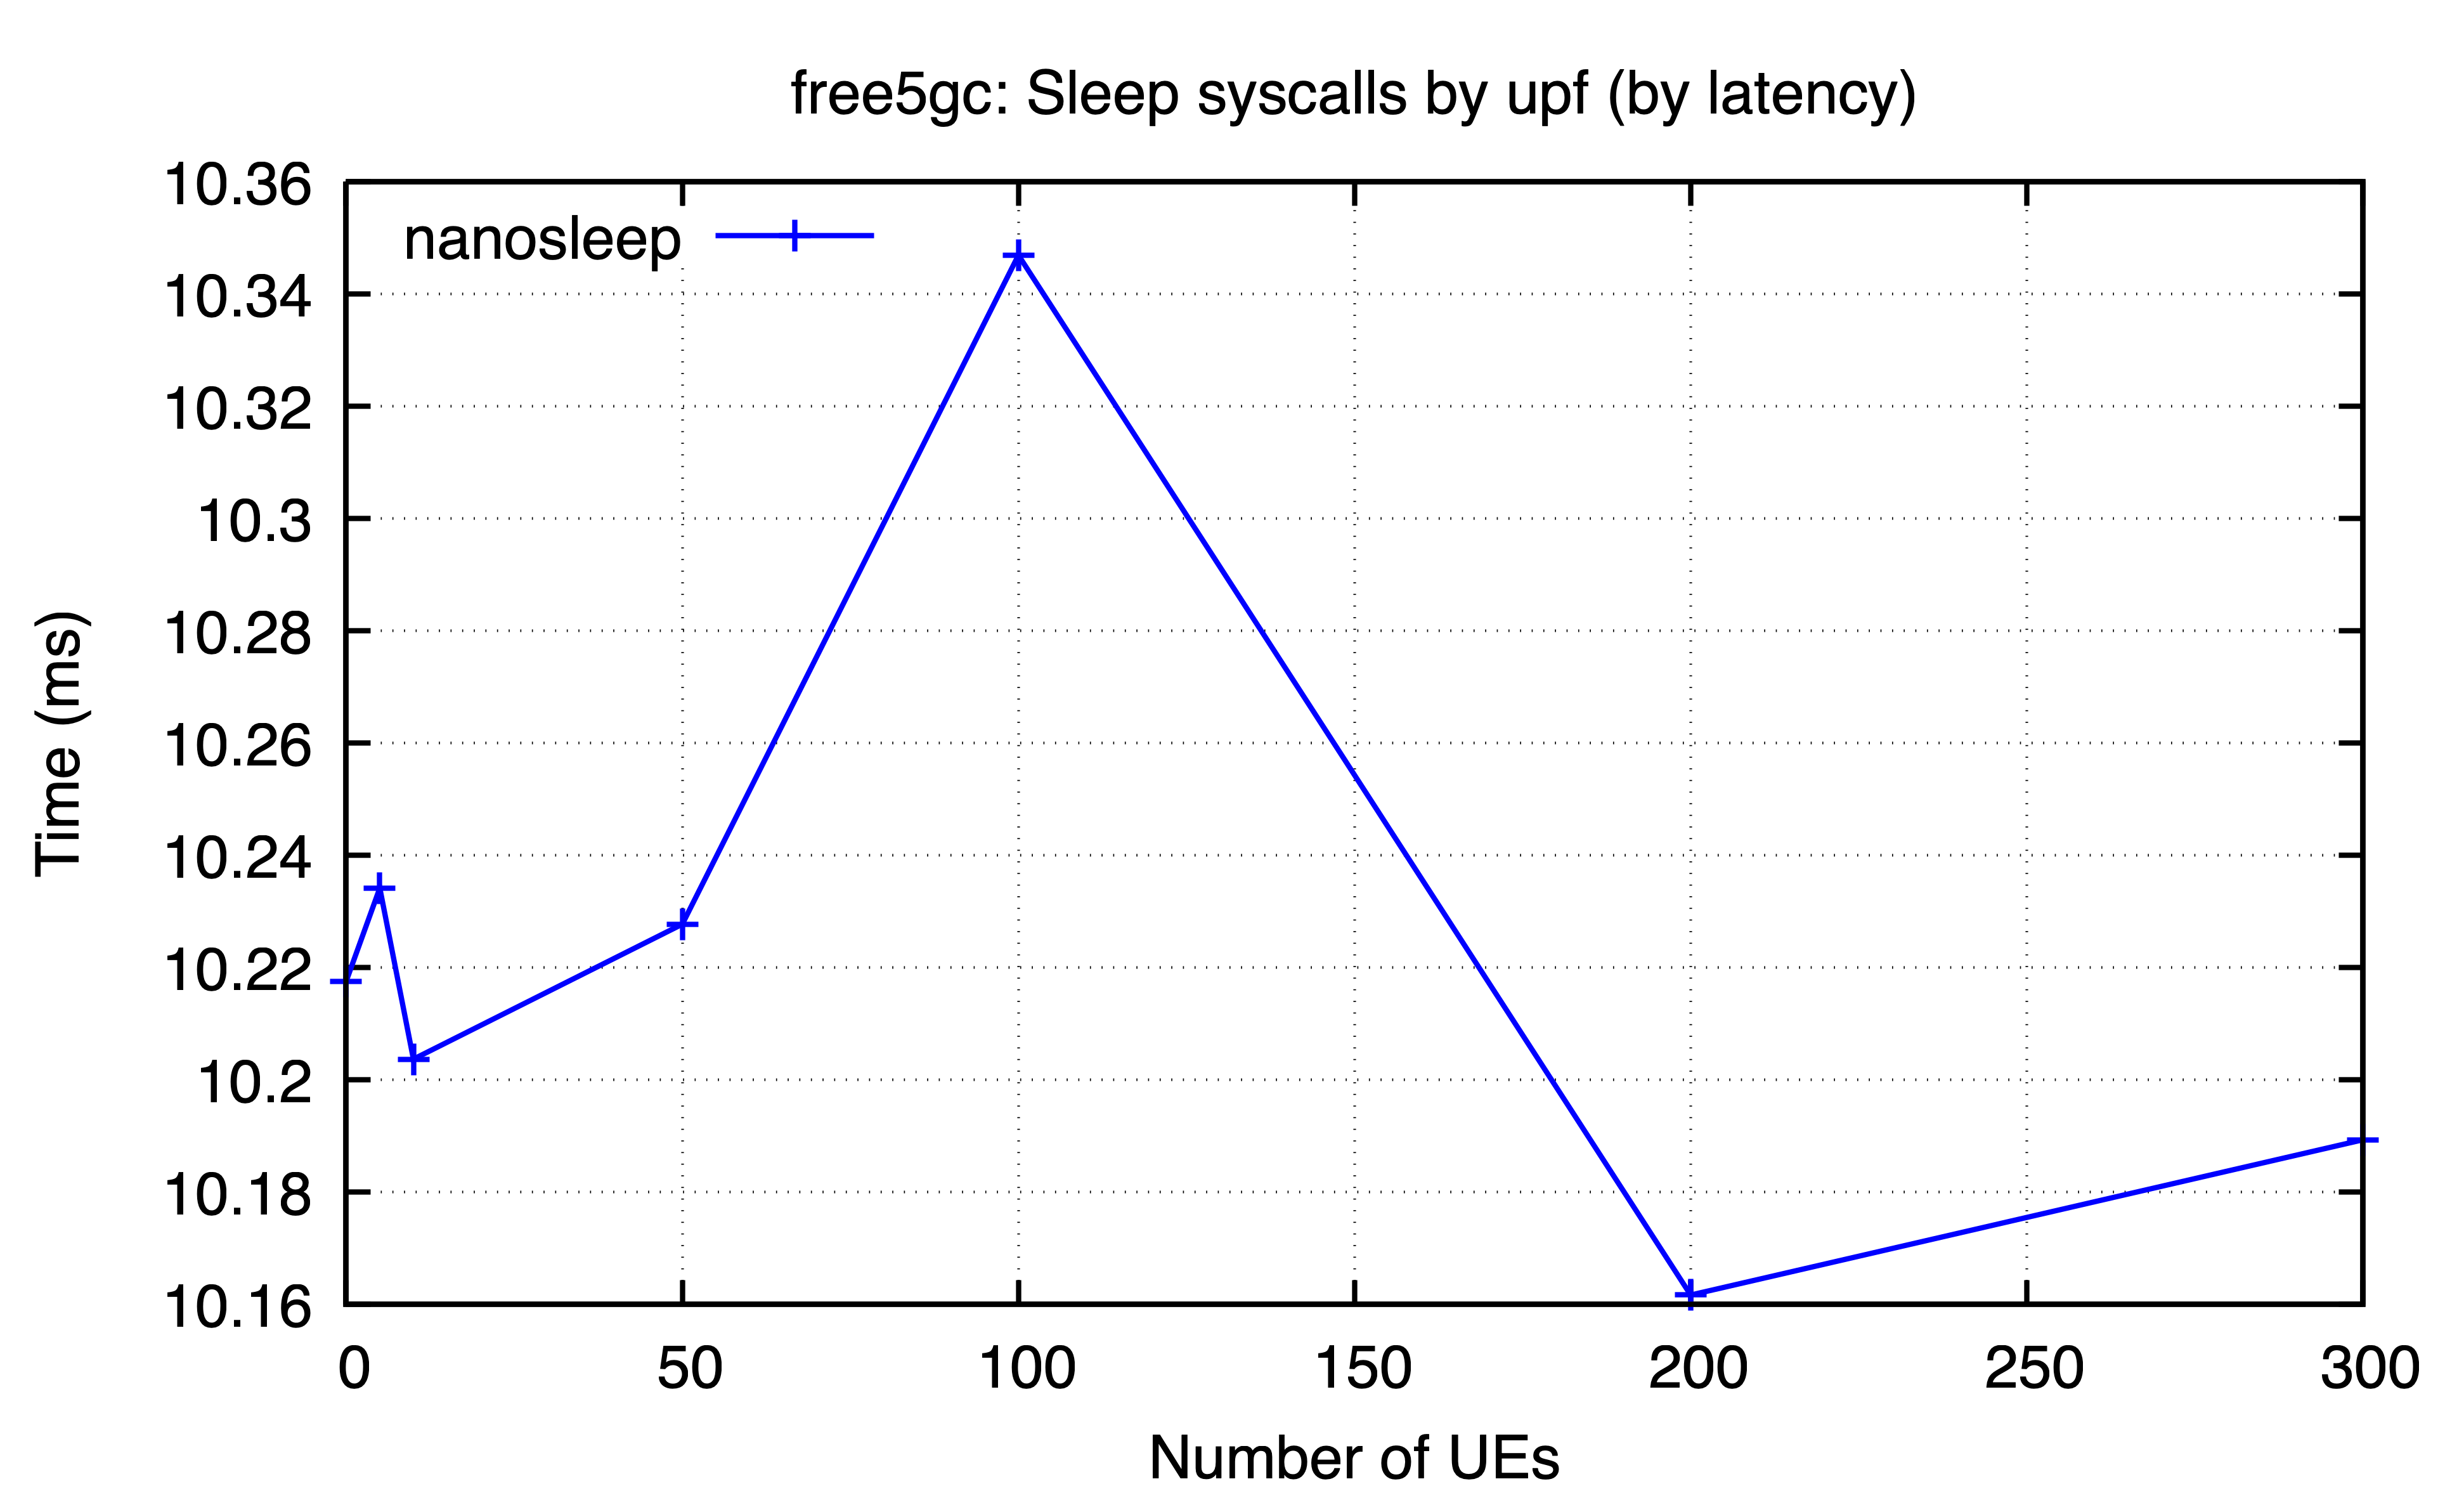 free5gc: Sleep syscalls by upf (by latency)
nanosleep
10.36
10.34
10.32
10.3
10.28
10.26
10.24
10.22
10.2
10.18
10.16
Time (ms)
0 50 100 150 200 250 300
Number of UEs